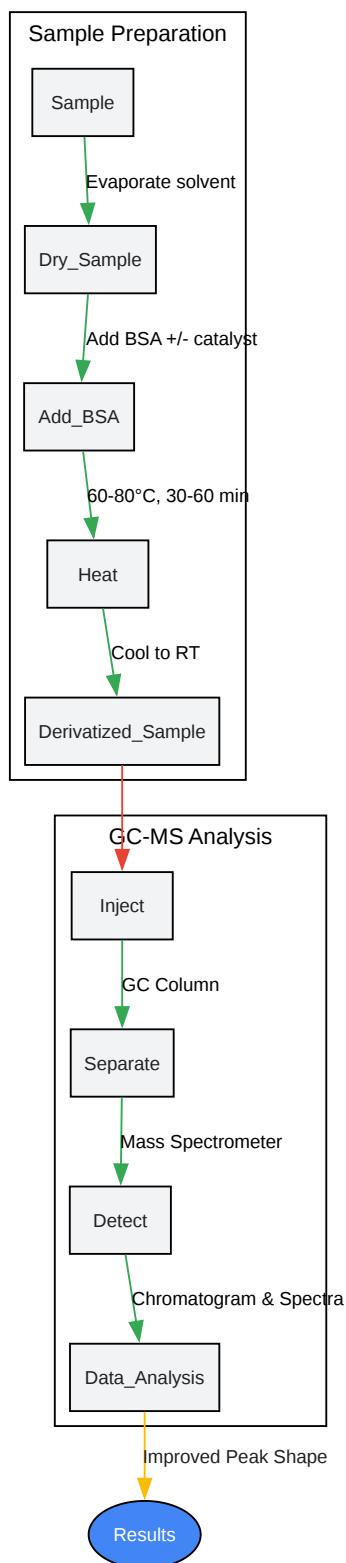 Sample Preparation
Sample
Evaporate solvent
Dry_Sample
Add BSA +/- catalyst
Add_BSA
60-80°C, 30-60 min
Heat
Cool to RT
Derivatized_Sample
GC-MS Analysis
Inject
GC Column
Separate
Mass Spectrometer
Detect
Chromatogram & Spectra
Data_Analysis
Improved Peak Shape
Results